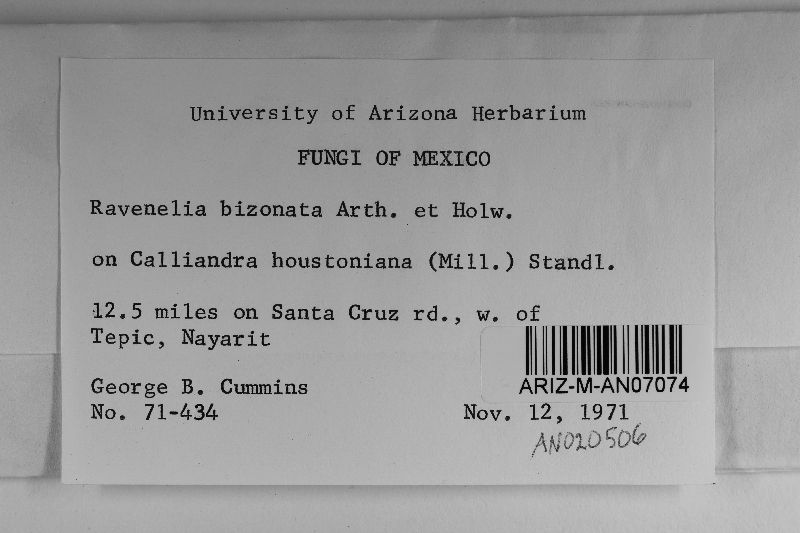 University of Arizona Herbarium
FUNGI OF MEXICO
Ravenelia bizonata Arth. et Holw.
on Calliandra houstoniana (Mill.) Standl.
12.5 miles on Santa Cruz rd., w. of
Tepic, Nayarit
ARIZ-M-AN07074
George B. Cummins
No. 71-434
Nov. 12, 1971
AN020506